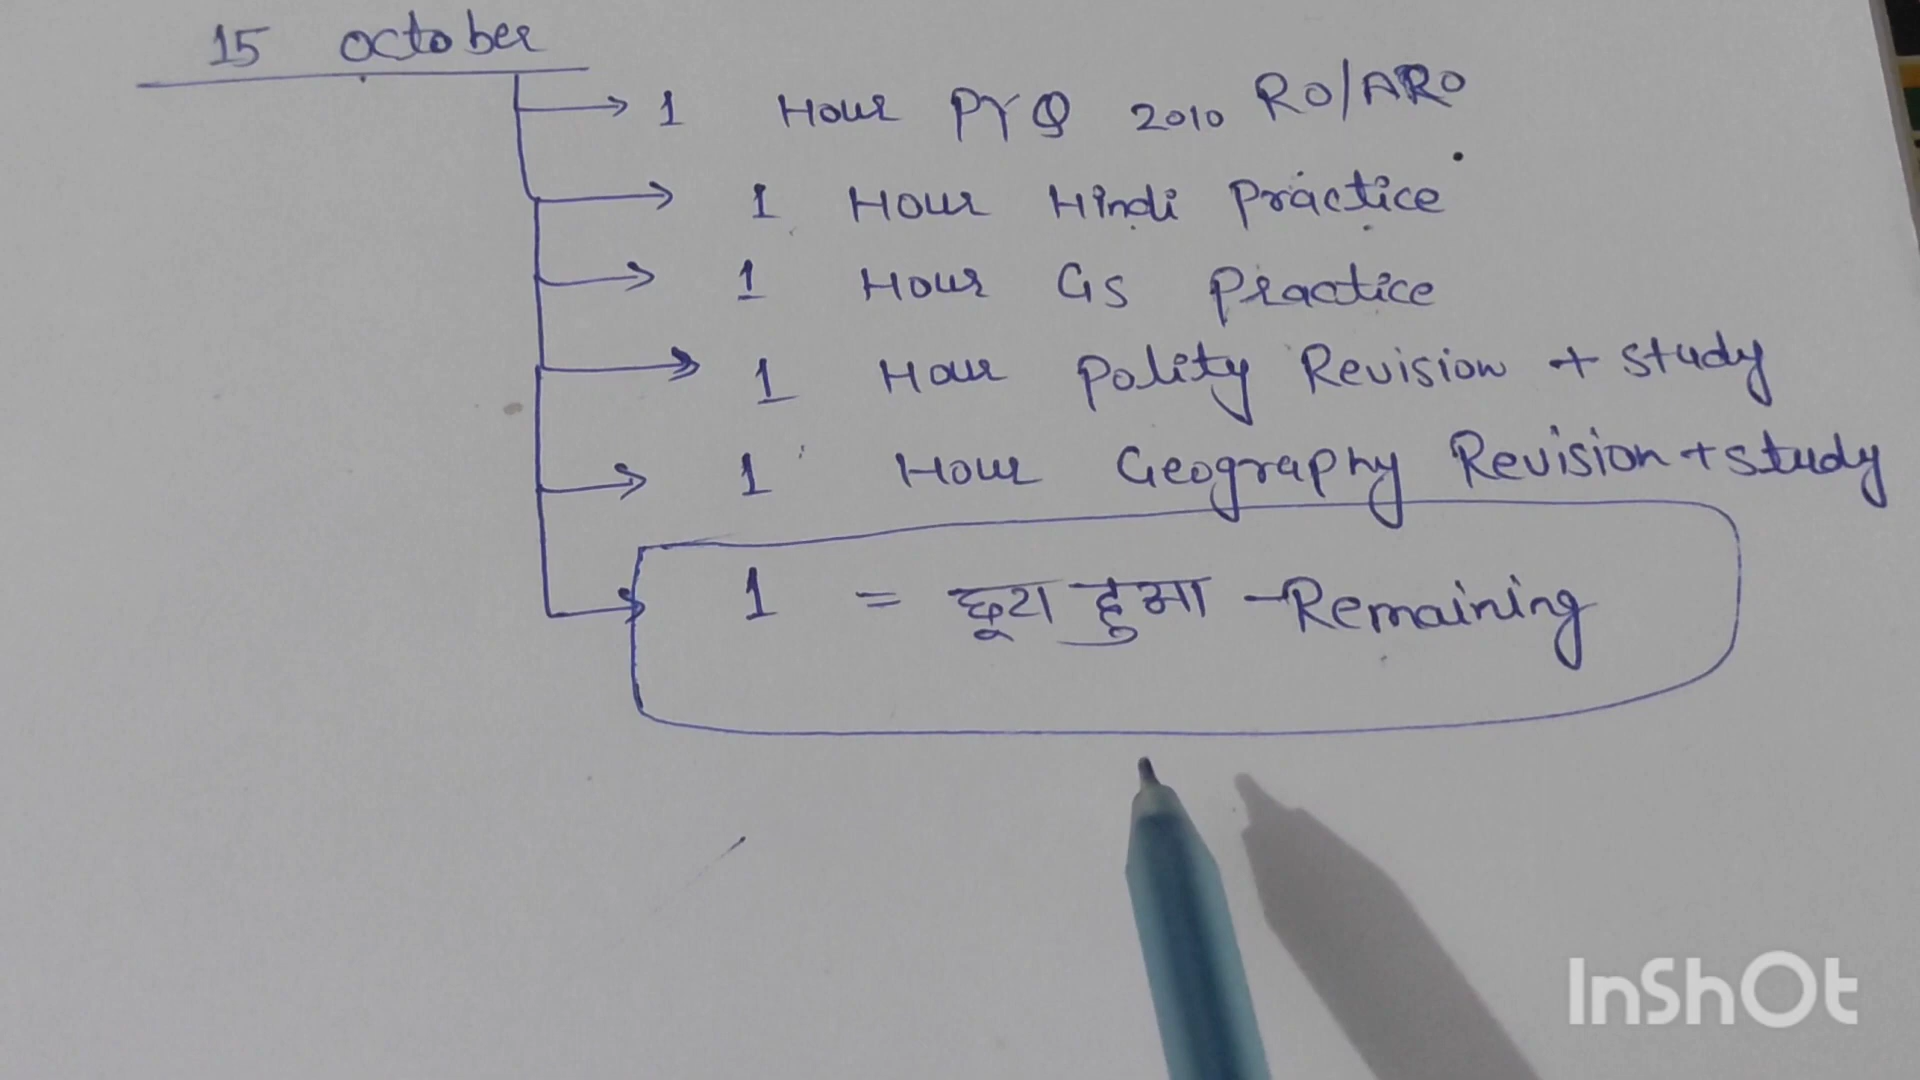 15 october
1 Hour PYQ 2010 RO/ARO
1 Hour Hindi Practice
1 Hour GS Practice
1 Hour Polity Revision + study
1 Hour Geography Revision + study
1 = छूटा हुआ - Remaining
InShOt